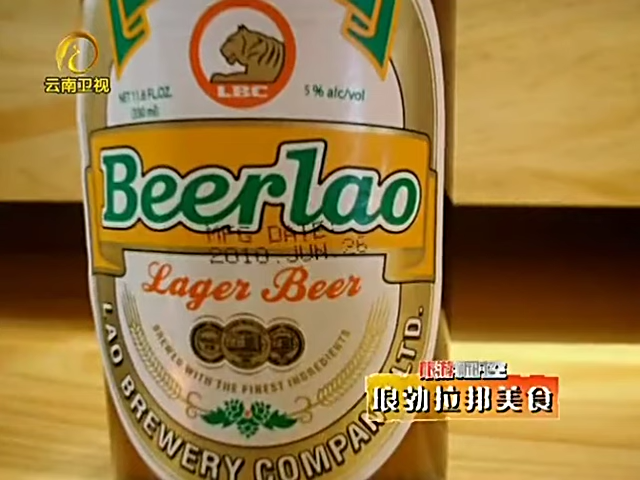 云南卫视
LBC
NET 11.8 FL.OZ.
(330 ml)
5% alc/vol
Beerlao
MFG DATE
2010.JUN.26
Lager Beer
BREWED WITH THE FINEST INGREDIENTS
LAO BREWERY COMPANY LTD.
琅勃拉邦美食